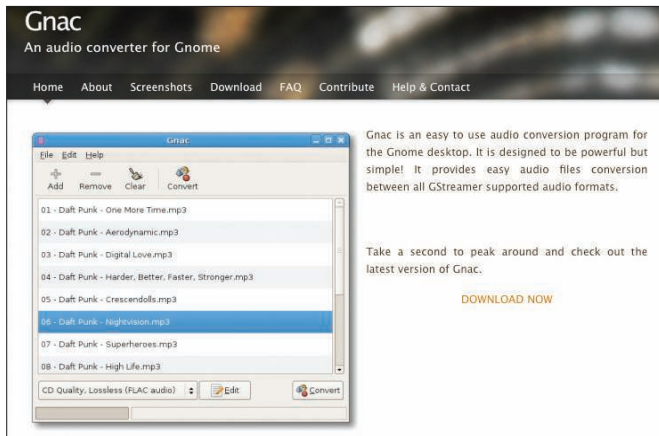 Gnac
An audio converter for Gnome
Home About Screenshots Download FAQ Contribute Help & Contact
Gnac
File Edit Help
Add Remove Clear Convert
01 - Daft Punk - One More Time.mp3
02 - Daft Punk - Aerodynamic.mp3
03 - Daft Punk - Digital Love.mp3
04 - Daft Punk - Harder, Better, Faster, Stronger.mp3
05 - Daft Punk - Crescendolls.mp3
06 - Daft Punk - Nightvision.mp3
07 - Daft Punk - Superheroes.mp3
08 - Daft Punk - High Life.mp3
CD Quality, Lossless (FLAC audio) Edit Convert
Gnac is an easy to use audio conversion program for
the Gnome desktop. It is designed to be powerful but
simple! It provides easy audio files conversion
between all GStreamer supported audio formats.
Take a second to peak around and check out the
latest version of Gnac.
DOWNLOAD NOW